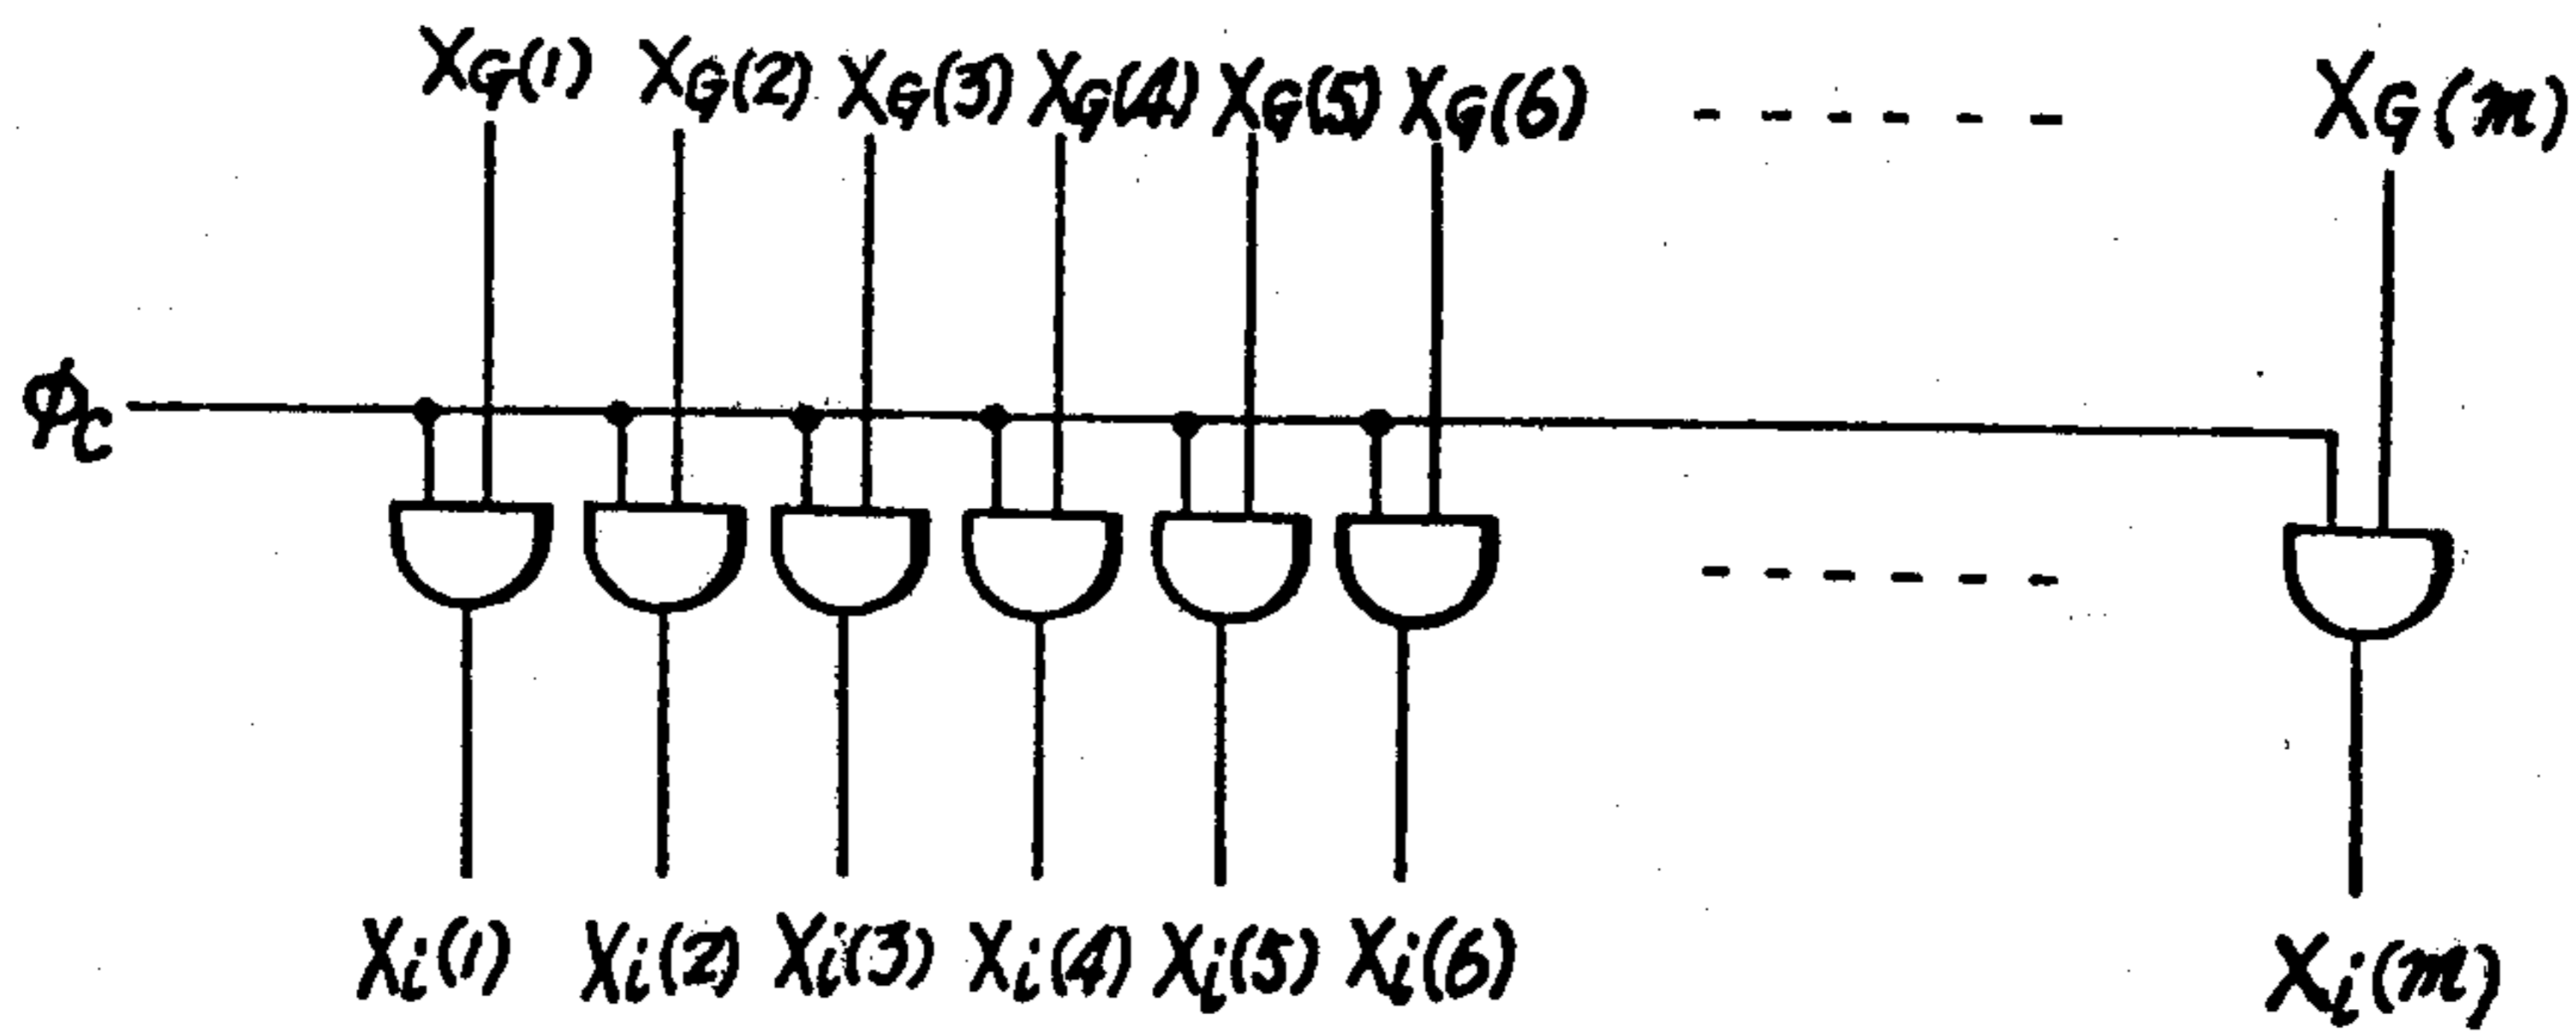 XG(1) XG(2) XG(3) XG(4) XG(5) XG(6) XG(m)
φc
Xi(1) Xi(2) Xi(3) Xi(4) Xi(5) Xi(6) Xi(m)